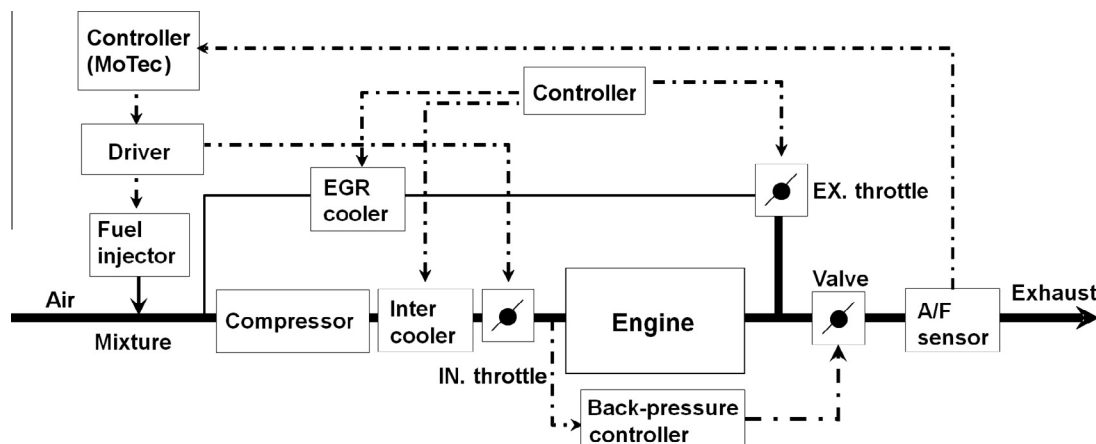 Controller
(MoTec)
Controller
Driver
EGR
cooler
EX. throttle
Fuel
injector
Air
Valve
Exhaust
Mixture
Compressor
Inter
cooler
Engine
A/F
sensor
IN. throttle
Back-pressure
controller